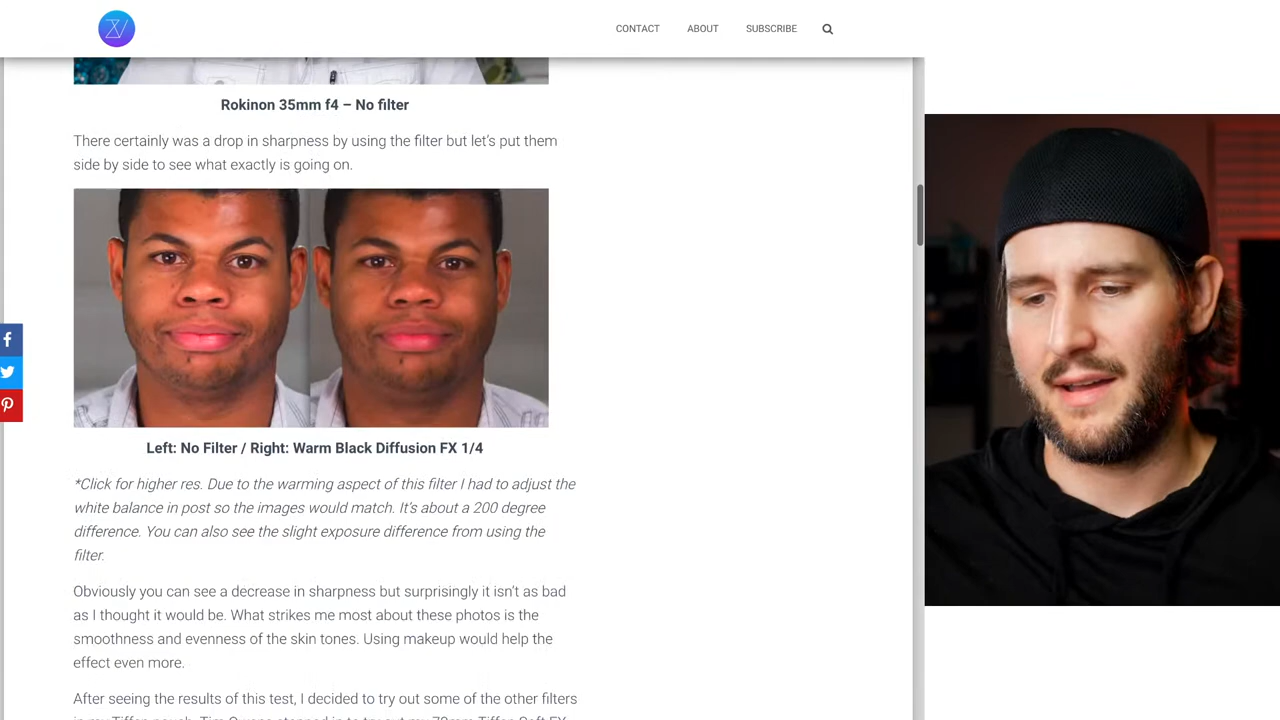 CONTACT ABOUT SUBSCRIBE
Rokinon 35mm f4 – No filter
There certainly was a drop in sharpness by using the filter but let's put them
side by side to see what exactly is going on.
Left: No Filter / Right: Warm Black Diffusion FX 1/4
*Click for higher res. Due to the warming aspect of this filter I had to adjust the
white balance in post so the images would match. It's about a 200 degree
difference. You can also see the slight exposure difference from using the
filter.
Obviously you can see a decrease in sharpness but surprisingly it isn't as bad
as I thought it would be. What strikes me most about these photos is the
smoothness and evenness of the skin tones. Using makeup would help the
effect even more.
After seeing the results of this test, I decided to try out some of the other filters